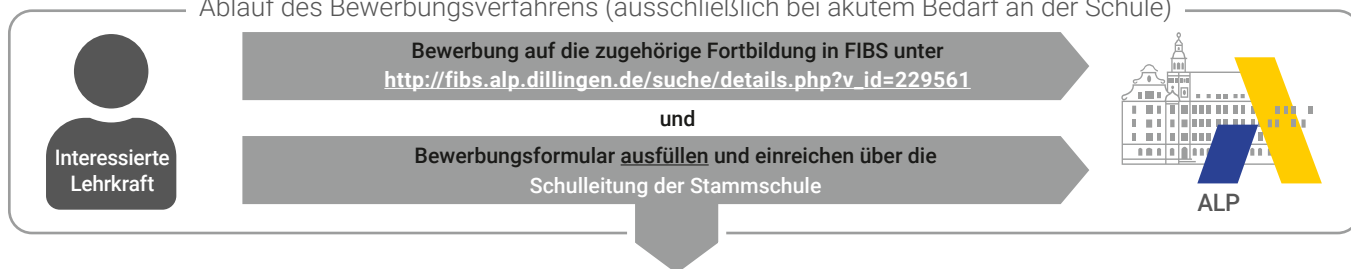 Ablauf des Bewerbungsverfahrens (ausschließlich bei akutem Bedarf an der Schule)
Interessierte
Lehrkraft
Bewerbung auf die zugehörige Fortbildung in FIBS unter
http://fibs.alp.dillingen.de/suche/details.php?v_id=229561
und
Bewerbungsformular ausfüllen und einreichen über die
Schulleitung der Stammschule
ALP